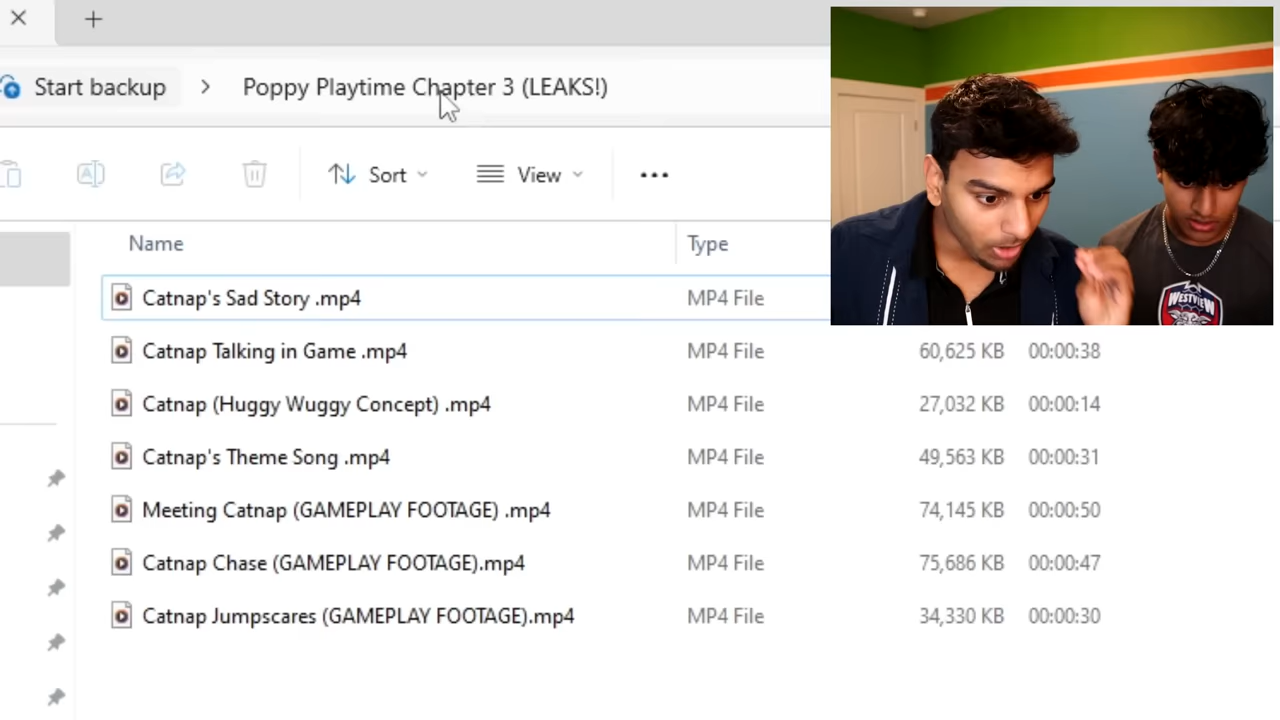 Start backup > Poppy Playtime Chapter 3 (LEAKS!)
Sort View ...
Name Type
Catnap's Sad Story .mp4 MP4 File
Catnap Talking in Game .mp4 MP4 File 60,625 KB 00:00:38
Catnap (Huggy Wuggy Concept) .mp4 MP4 File 27,032 KB 00:00:14
Catnap's Theme Song .mp4 MP4 File 49,563 KB 00:00:31
Meeting Catnap (GAMEPLAY FOOTAGE) .mp4 MP4 File 74,145 KB 00:00:50
Catnap Chase (GAMEPLAY FOOTAGE).mp4 MP4 File 75,686 KB 00:00:47
Catnap Jumpscares (GAMEPLAY FOOTAGE).mp4 MP4 File 34,330 KB 00:00:30
WESTVIEW